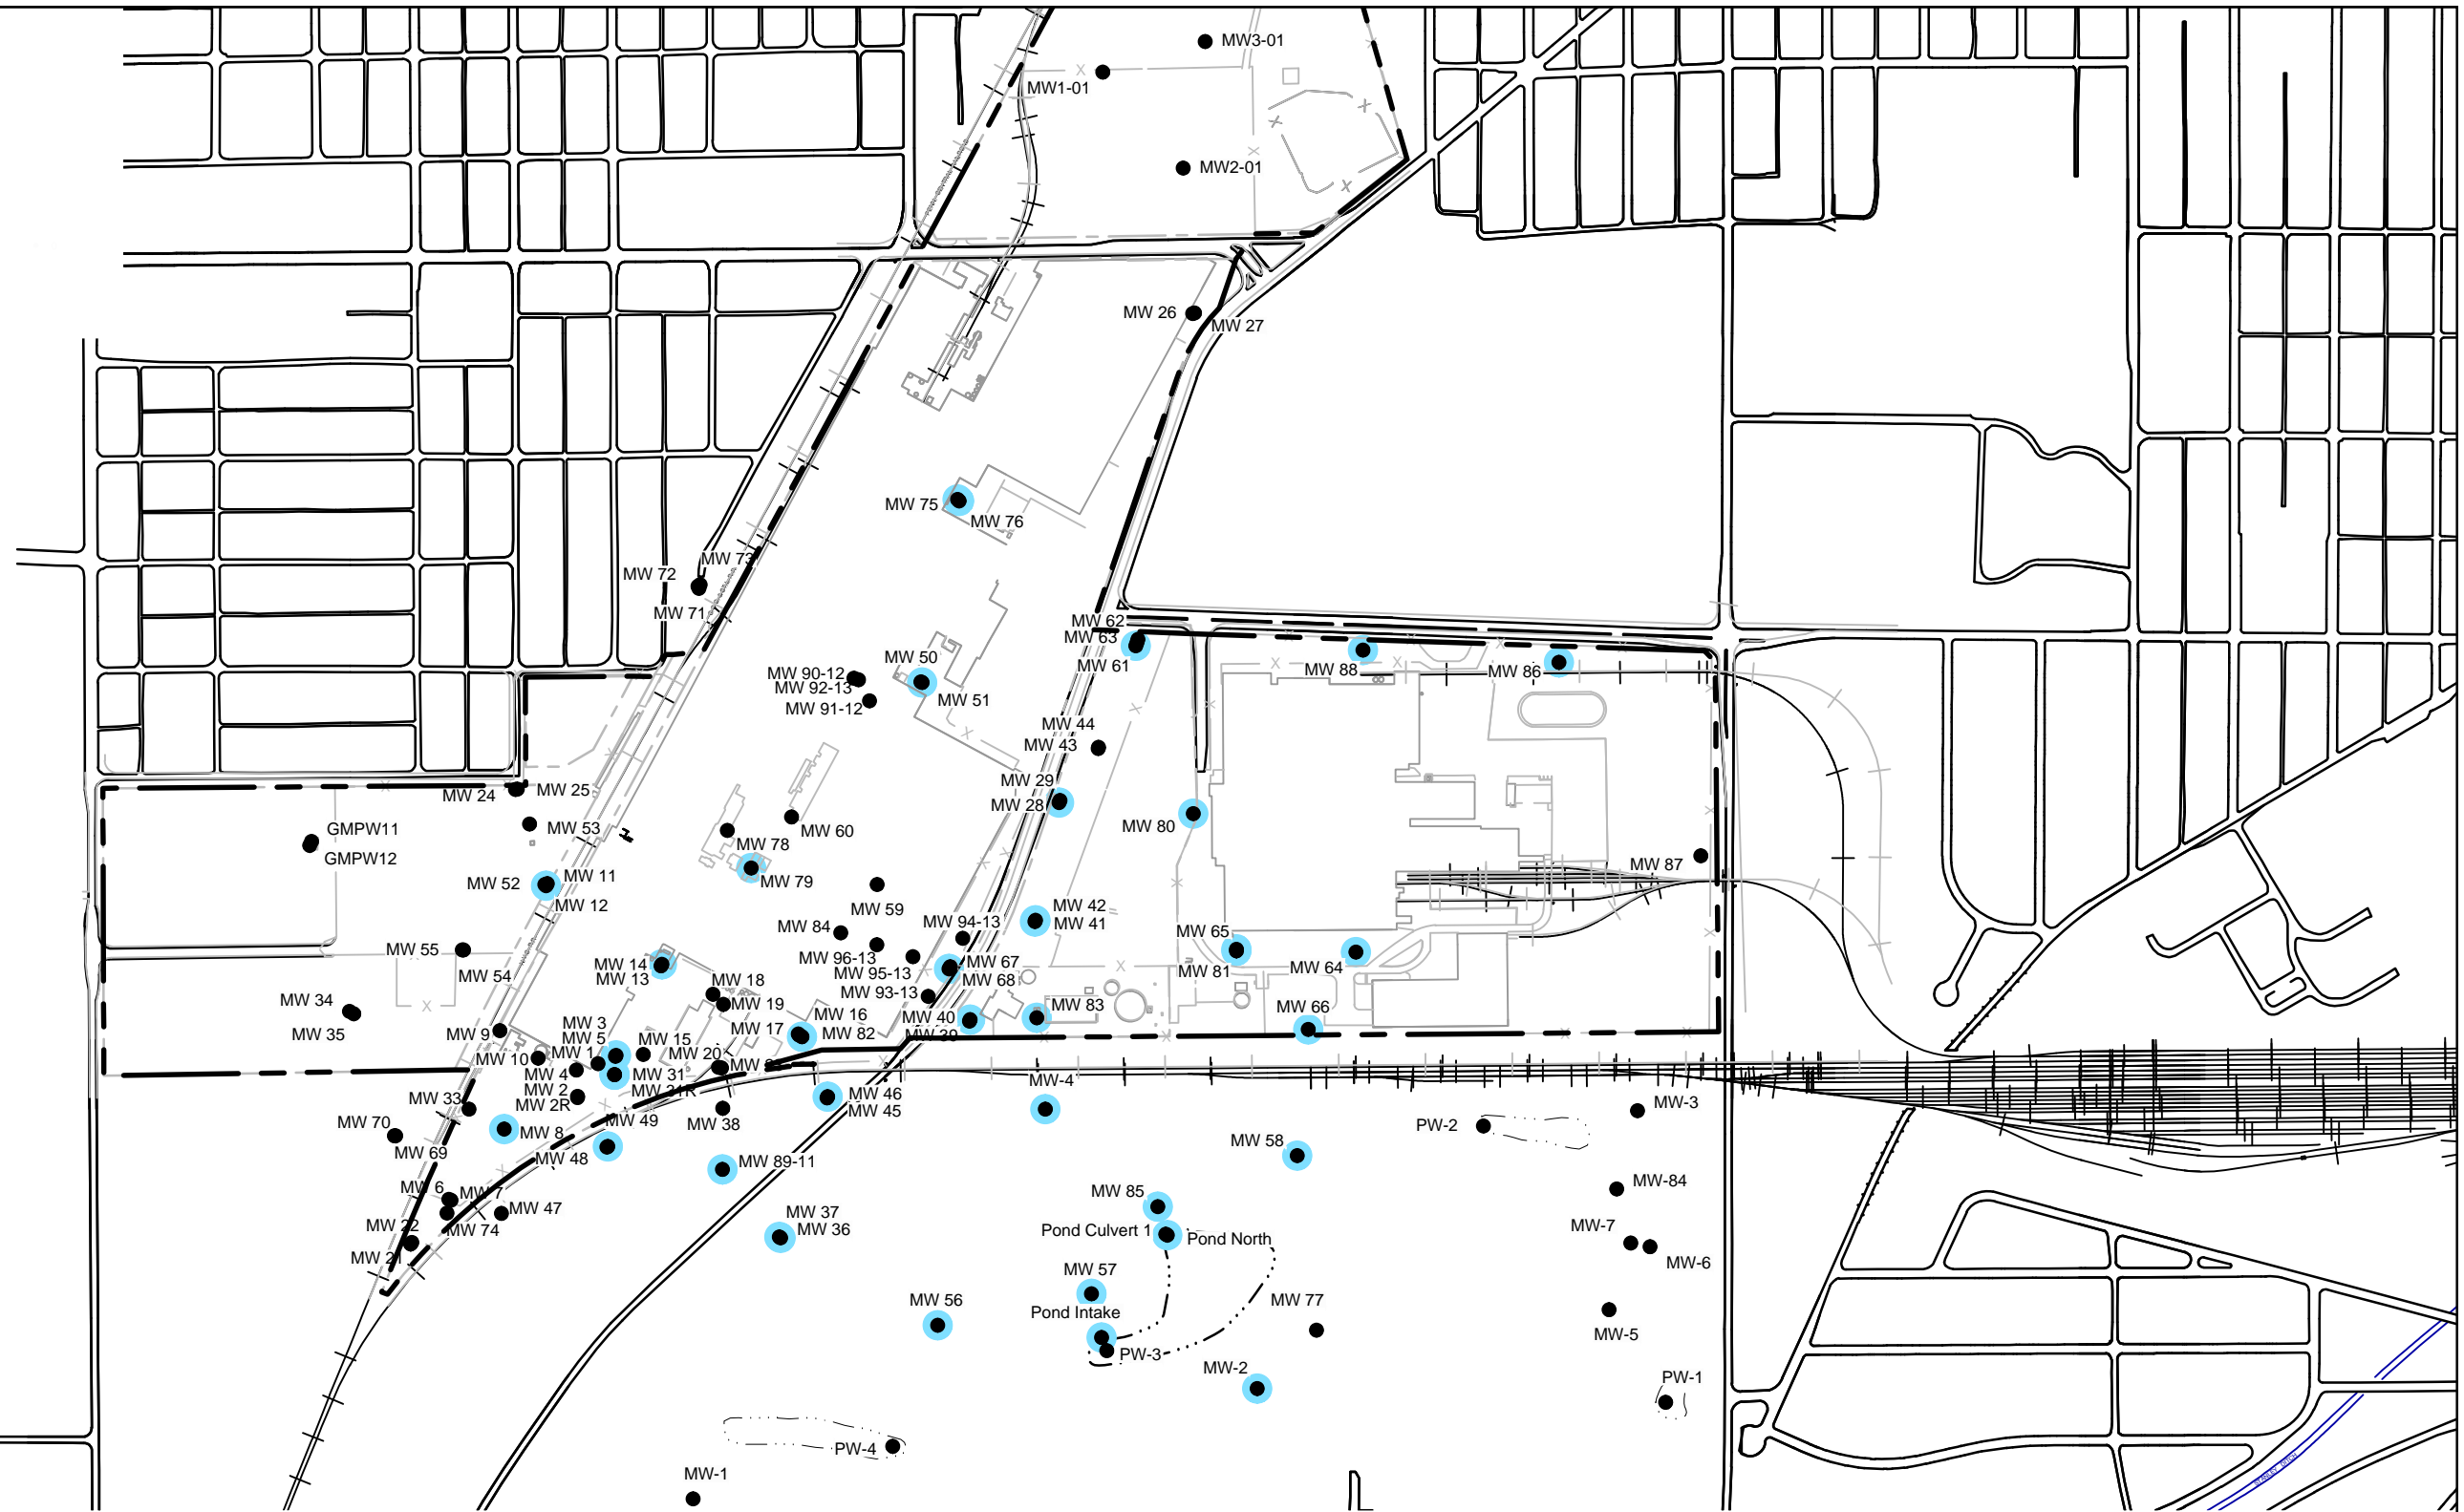 MW3-01
MW1-01
MW2-01
MW 26
MW 27
MW 75
MW 76
MW 73
MW 72
MW 71
MW 62
MW 63
MW 61
MW 50
MW 88
MW 86
MW 90-12
MW 92-13
MW 51
MW 91-12
MW 44
MW 43
MW 29
MW 28
MW 24
MW 25
MW 80
MW 60
MW 53
GMPW11
GMPW12
MW 78
MW 79
MW 87
MW 52
MW 11
MW 12
MW 59
MW 42
MW 41
MW 94-13
MW 84
MW 65
MW 55
MW 96-13
MW 95-13
MW 67
MW 68
MW 81
MW 64
MW 54
MW 14
MW 13
MW 18
MW 19
MW 93-13
MW 34
MW 35
MW 83
MW 66
MW 40
MW 39
MW 16
MW 17
MW 82
MW 9
MW 3
MW 5
MW 15
MW 10
MW 1
MW 20
MW 4
MW 31
MW 2
MW 2R
MW 33
MW-4
MW 46
MW 45
MW-3
MW 49
MW 38
MW 70
MW 8
PW-2
MW 69
MW 48
MW 58
MW 89-11
MW 6
MW 7
MW 85
MW-84
MW 47
MW 37
MW 36
MW 22
MW 74
MW-7
Pond Culvert 1
Pond North
MW 21
MW-6
MW 57
MW 56
Pond Intake
MW 77
MW-5
PW-3
MW-2
PW-1
PW-4
MW-1